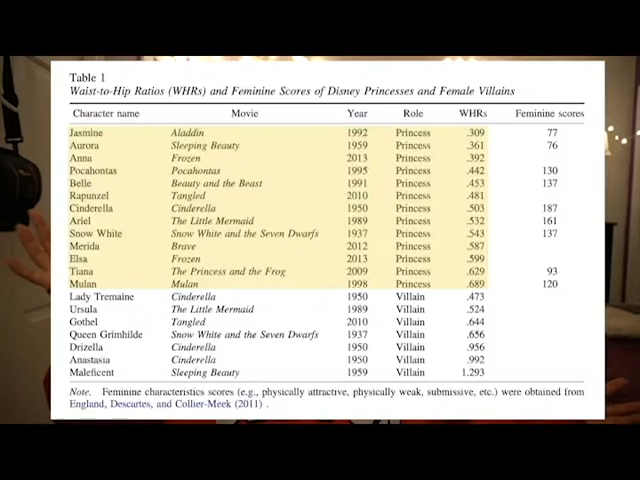 Table 1
Waist-to-Hip Ratios (WHRs) and Feminine Scores of Disney Princesses and Female Villains
Character name Movie Year Role WHRs Feminine scores
Jasmine Aladdin 1992 Princess .309 77
Aurora Sleeping Beauty 1959 Princess .361 76
Anna Frozen 2013 Princess .392
Pocahontas Pocahontas 1995 Princess .442 130
Belle Beauty and the Beast 1991 Princess .453 137
Rapunzel Tangled 2010 Princess .481
Cinderella Cinderella 1950 Princess .503 187
Ariel The Little Mermaid 1989 Princess .532 161
Snow White Snow White and the Seven Dwarfs 1937 Princess .543 137
Merida Brave 2012 Princess .587
Elsa Frozen 2013 Princess .599
Tiana The Princess and the Frog 2009 Princess .629 93
Mulan Mulan 1998 Princess .689 120
Lady Tremaine Cinderella 1950 Villain .473
Ursula The Little Mermaid 1989 Villain .524
Gothel Tangled 2010 Villain .644
Queen Grimhilde Snow White and the Seven Dwarfs 1937 Villain .656
Drizella Cinderella 1950 Villain .956
Anastasia Cinderella 1950 Villain .992
Maleficent Sleeping Beauty 1959 Villain 1.293
Note. Feminine characteristics scores (e.g., physically attractive, physically weak, submissive, etc.) were obtained from
England, Descartes, and Collier-Meek (2011) .